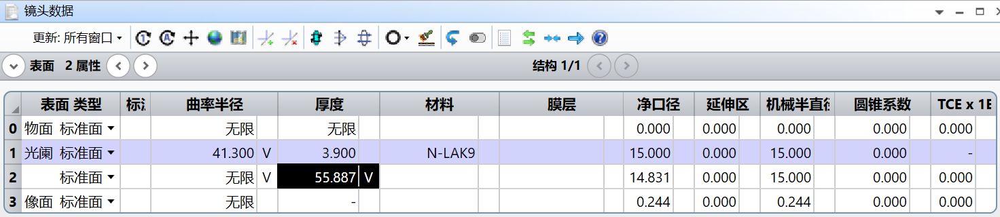 镜头数据
更新: 所有窗口
表面 2 属性 结构 1/1
表面 类型 标注 曲率半径 厚度 材料 膜层 净口径 延伸区 机械半直径 圆锥系数 TCE x 1E
0 物面 标准面 无限 无限 0.000 0.000 0.000 0.000 0.000
1 光阑 标准面 41.300 V 3.900 N-LAK9 15.000 0.000 15.000 0.000 -
2 标准面 无限 V 55.887 V 14.831 0.000 15.000 0.000 0.000
3 像面 标准面 无限 - 0.244 0.000 0.244 0.000 0.000